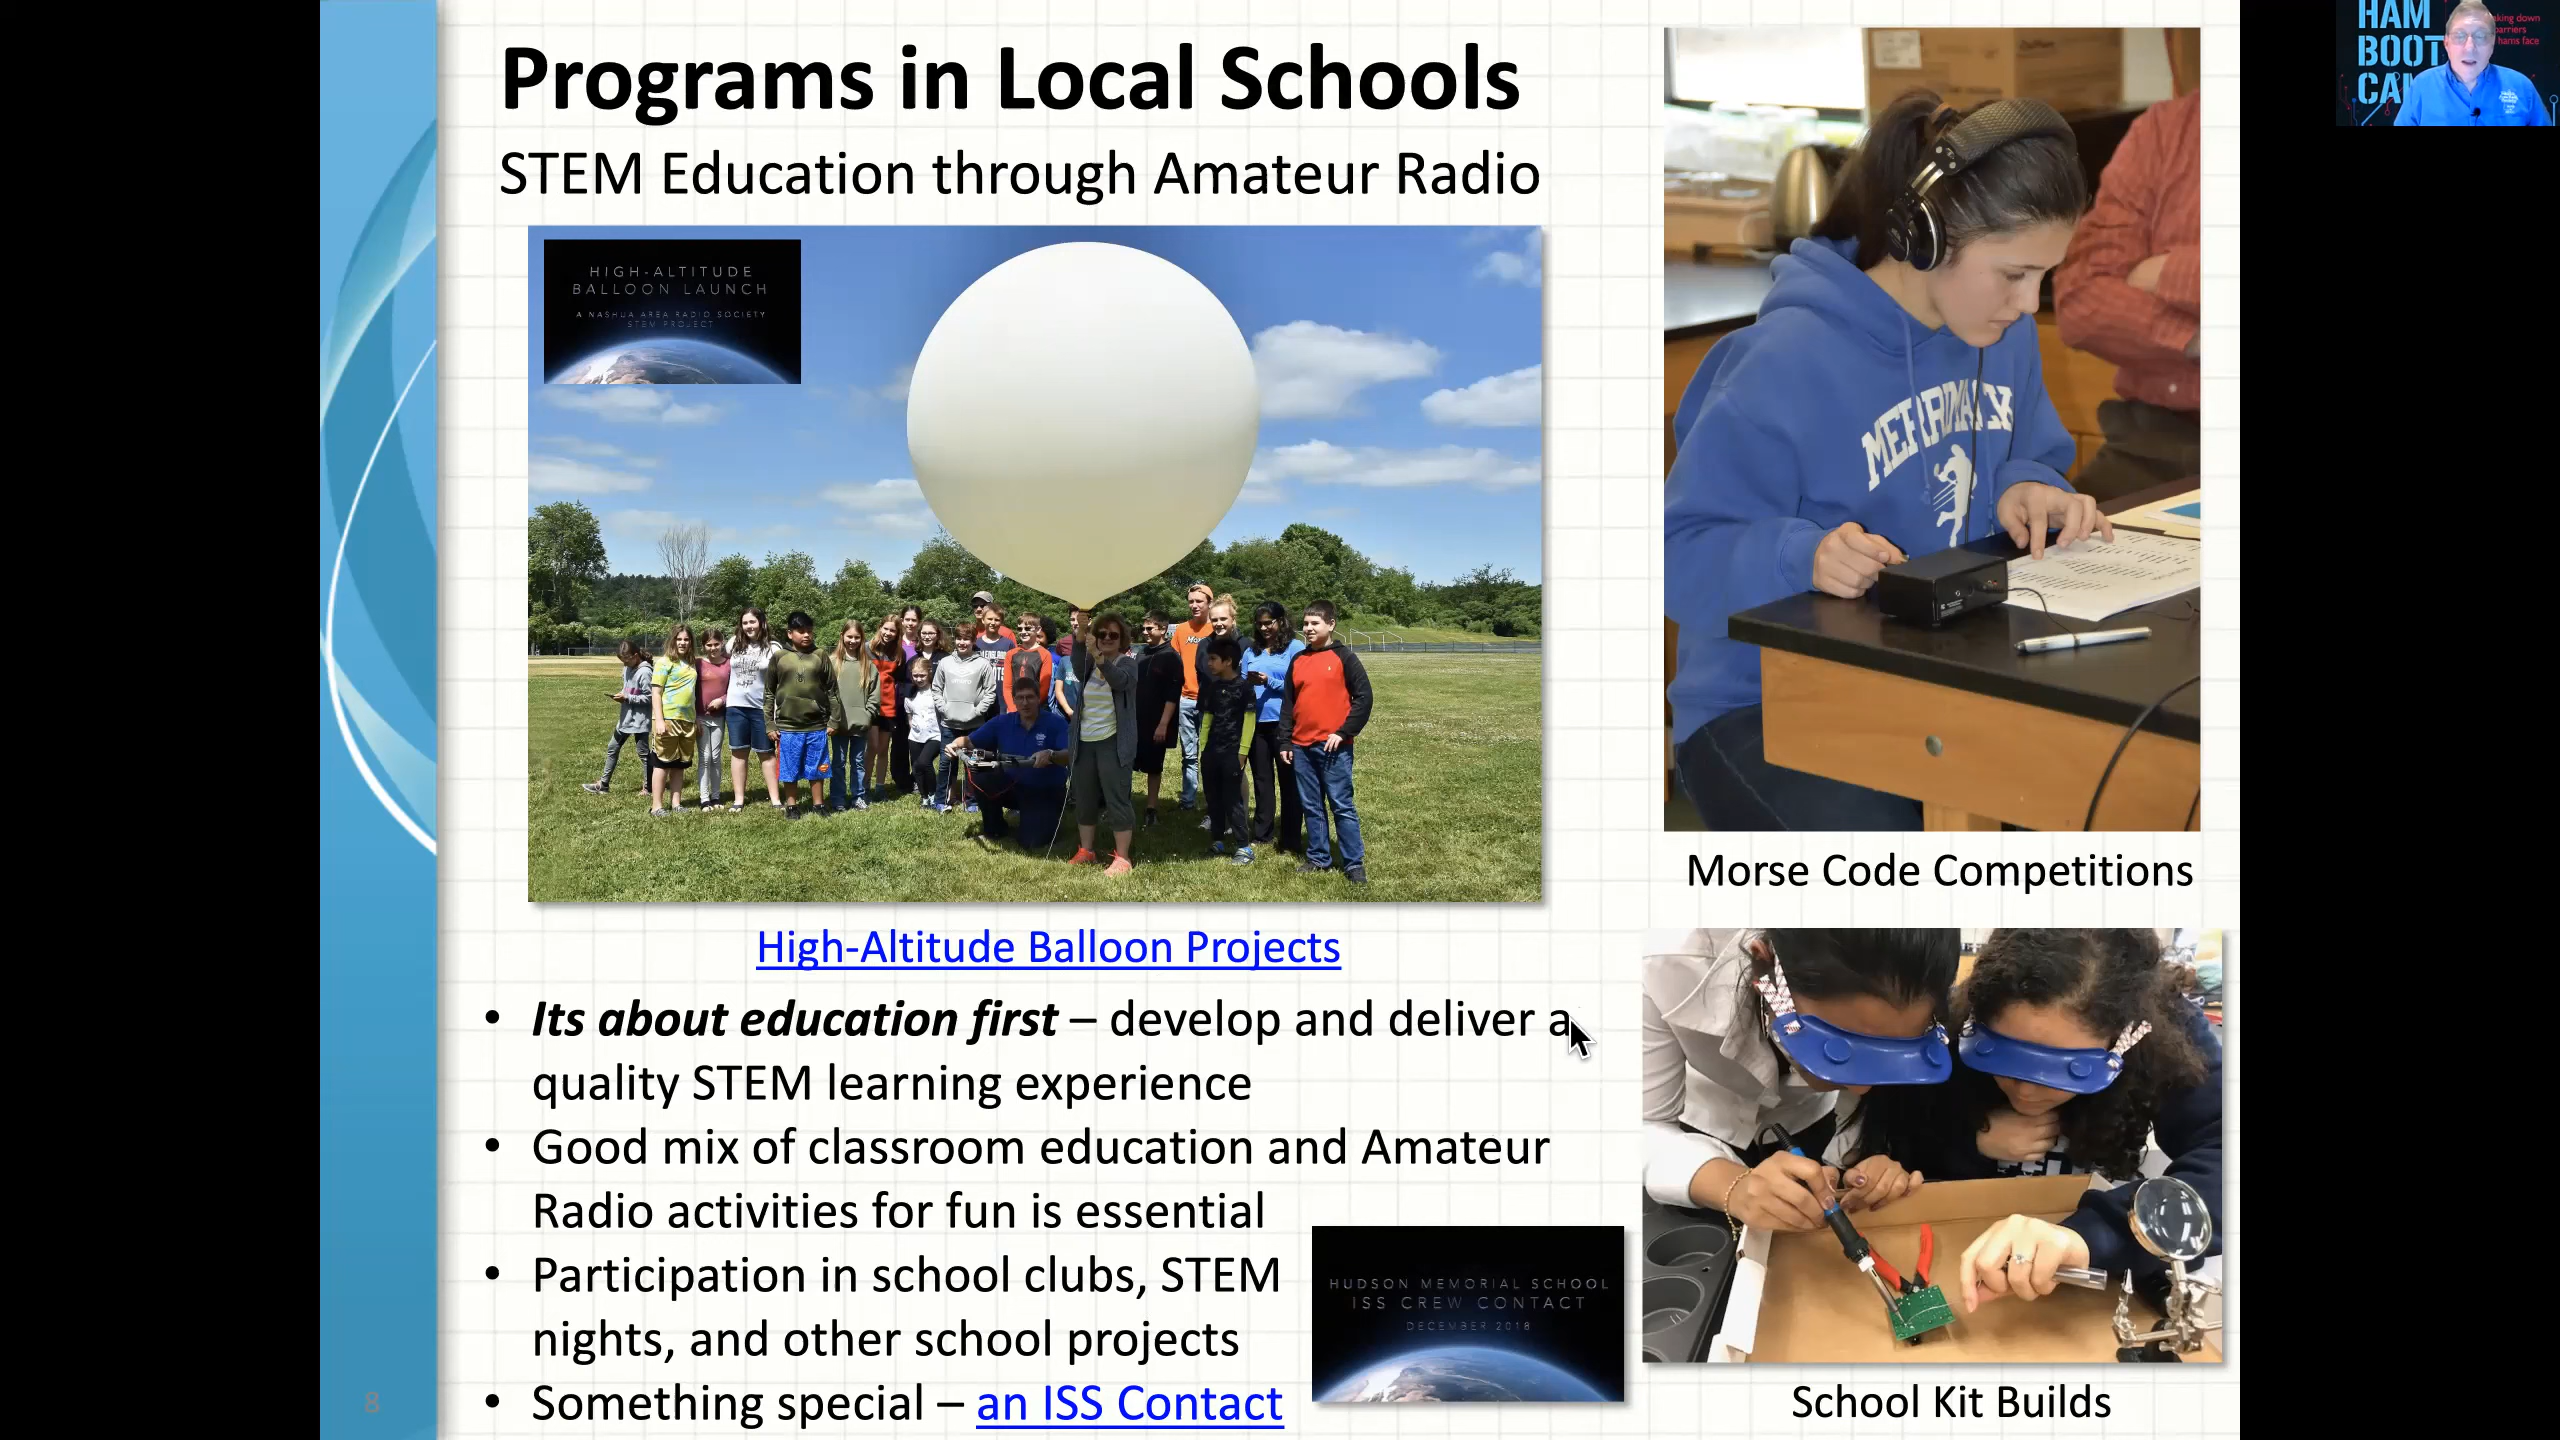 Programs in Local Schools
STEM Education through Amateur Radio
HIGH-ALTITUDE
BALLOON LAUNCH
A NASHUA AREA RADIO SOCIETY
STEM PROJECT
High-Altitude Balloon Projects
• Its about education first – develop and deliver a
quality STEM learning experience
• Good mix of classroom education and Amateur
Radio activities for fun is essential
• Participation in school clubs, STEM
nights, and other school projects
• Something special – an ISS Contact
HUDSON MEMORIAL SCHOOL
ISS CREW CONTACT
DECEMBER 2018
8
MERRIMACK
Morse Code Competitions
School Kit Builds
HAM
BOOT
CA
down
hams face